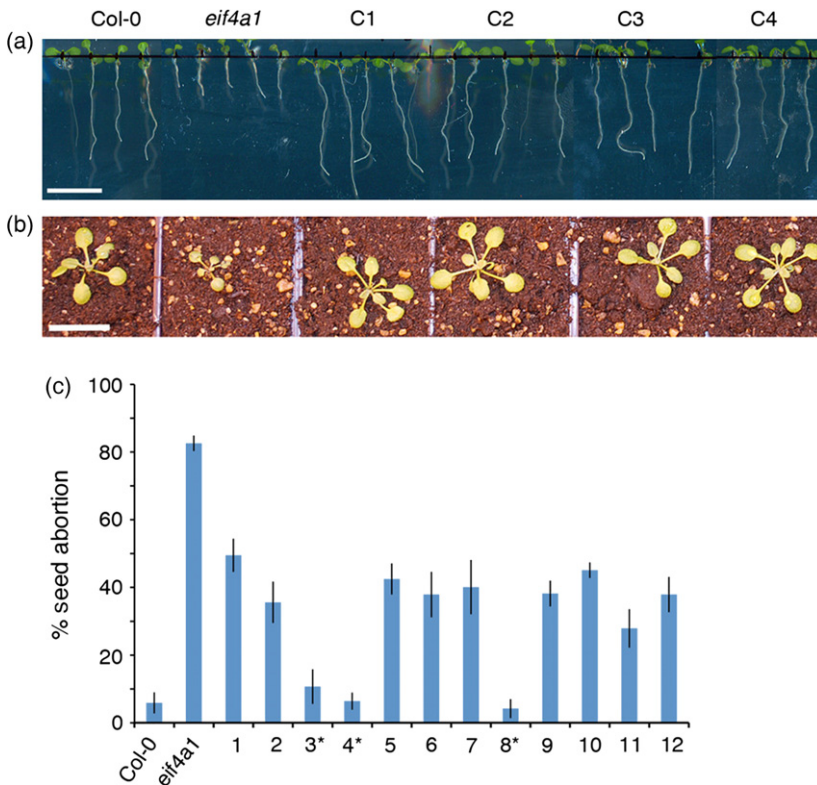 Col-0 eif4a1 C1 C2 C3 C4
(a)
(b)
(c)
100
80
60
40
20
0
% seed abortion
Col-0 eif4a1 1 2 3* 4* 5 6 7 8* 9 10 11 12